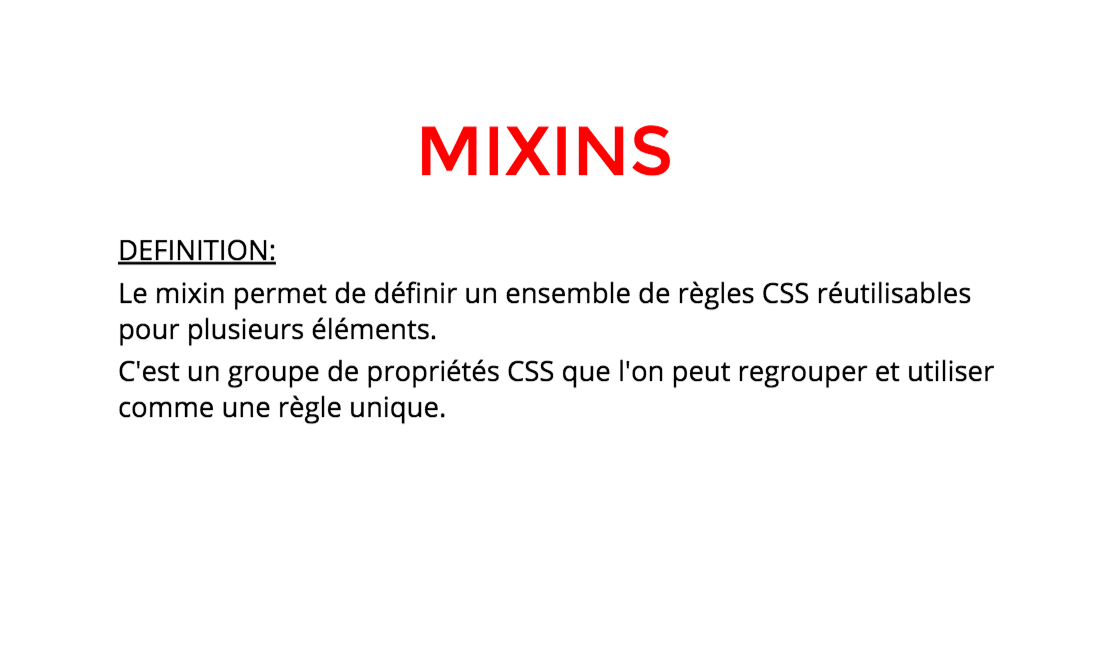 MIXINS
DEFINITION:
Le mixin permet de définir un ensemble de règles CSS réutilisables
pour plusieurs éléments.
C'est un groupe de propriétés CSS que l'on peut regrouper et utiliser
comme une règle unique.